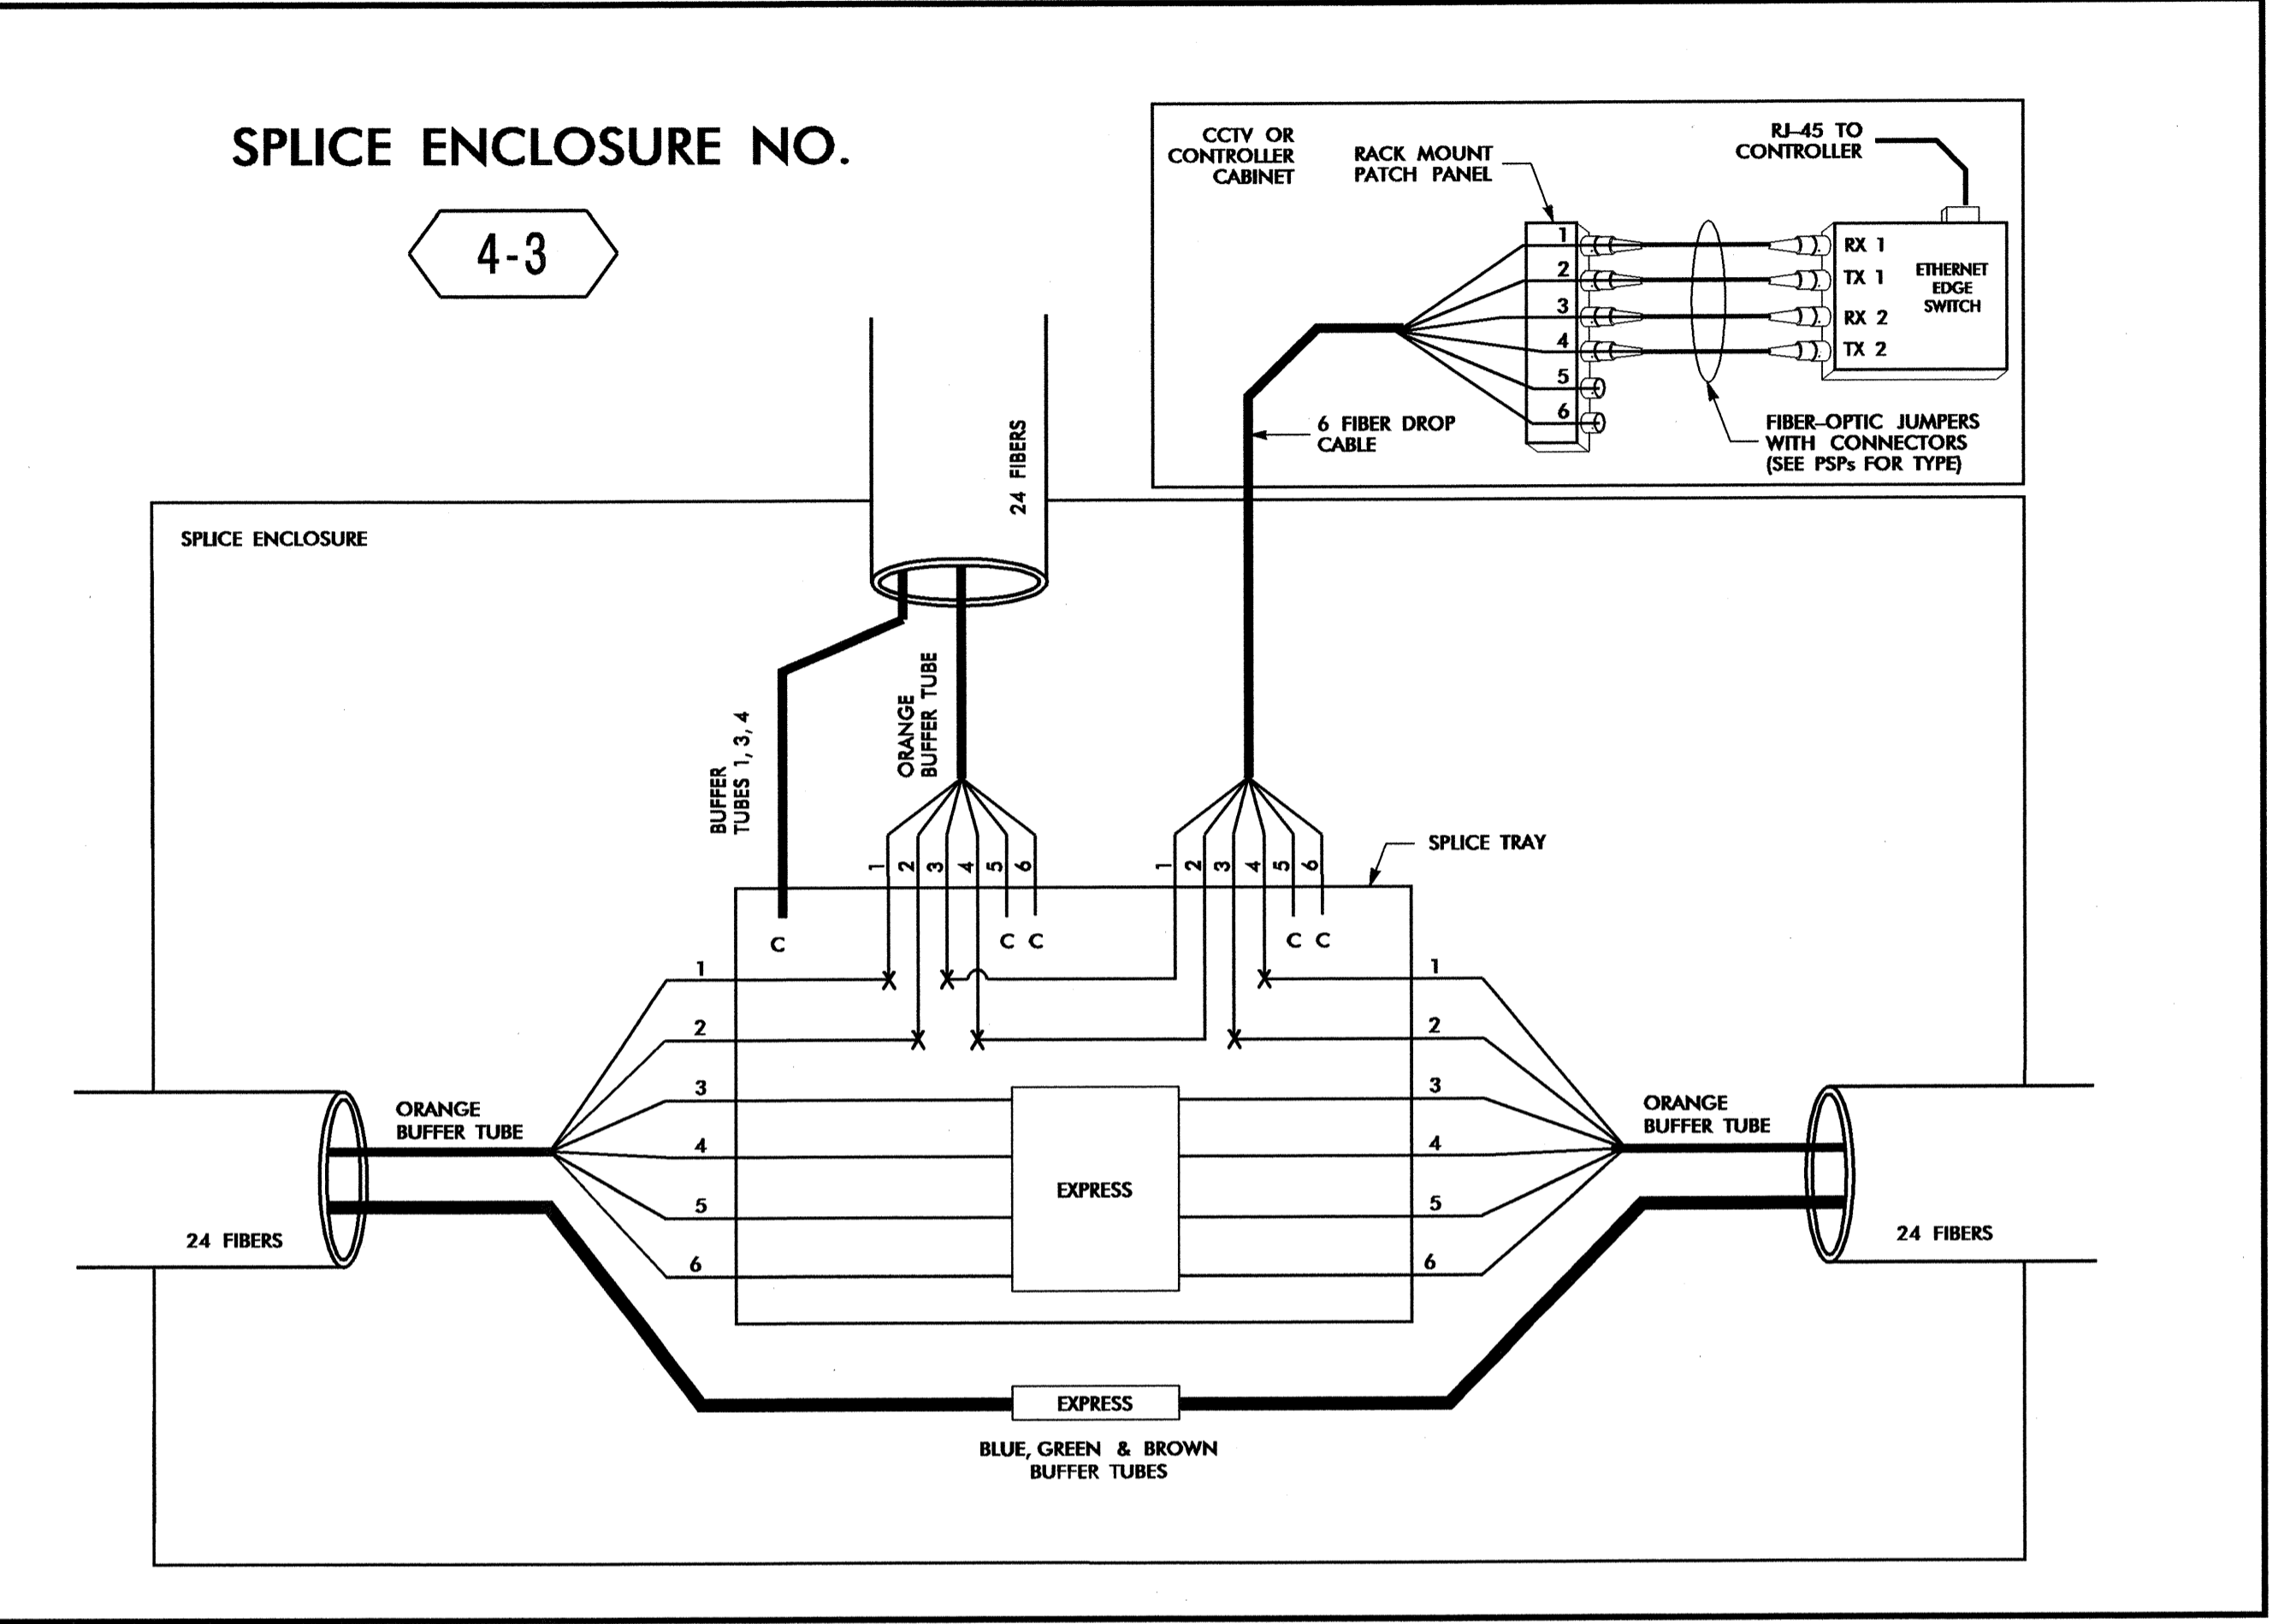 SPLICE ENCLOSURE NO.
4-3
CCTV OR
CONTROLLER
CABINET
RACK MOUNT
PATCH PANEL
RJ-45 TO
CONTROLLER
1
2
3
4
5
6
RX 1
TX 1
RX 2
TX 2
ETHERNET
EDGE
SWITCH
6 FIBER DROP
CABLE
FIBER-OPTIC JUMPERS
WITH CONNECTORS
(SEE PSPs FOR TYPE)
24 FIBERS
SPLICE ENCLOSURE
BUFFER
TUBES 1, 3, 4
ORANGE
BUFFER TUBE
1 2 3 4 5 6
1 2 3 4 5 6
SPLICE TRAY
C
C C
C C
1
2
3
4
5
6
1
2
3
4
5
6
ORANGE
BUFFER TUBE
24 FIBERS
EXPRESS
ORANGE
BUFFER TUBE
24 FIBERS
EXPRESS
BLUE, GREEN & BROWN
BUFFER TUBES